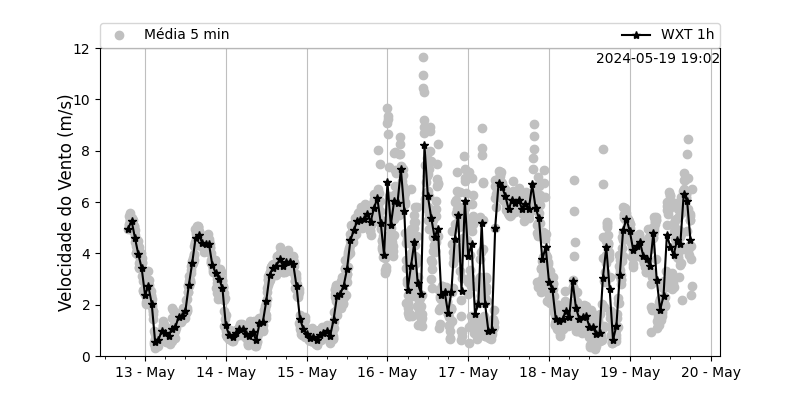 Média 5 min
WXT 1h
2024-05-19 19:02
Velocidade do Vento (m/s)
12
10
8
6
4
2
0
13 - May
14 - May
15 - May
16 - May
17 - May
18 - May
19 - May
20 - May